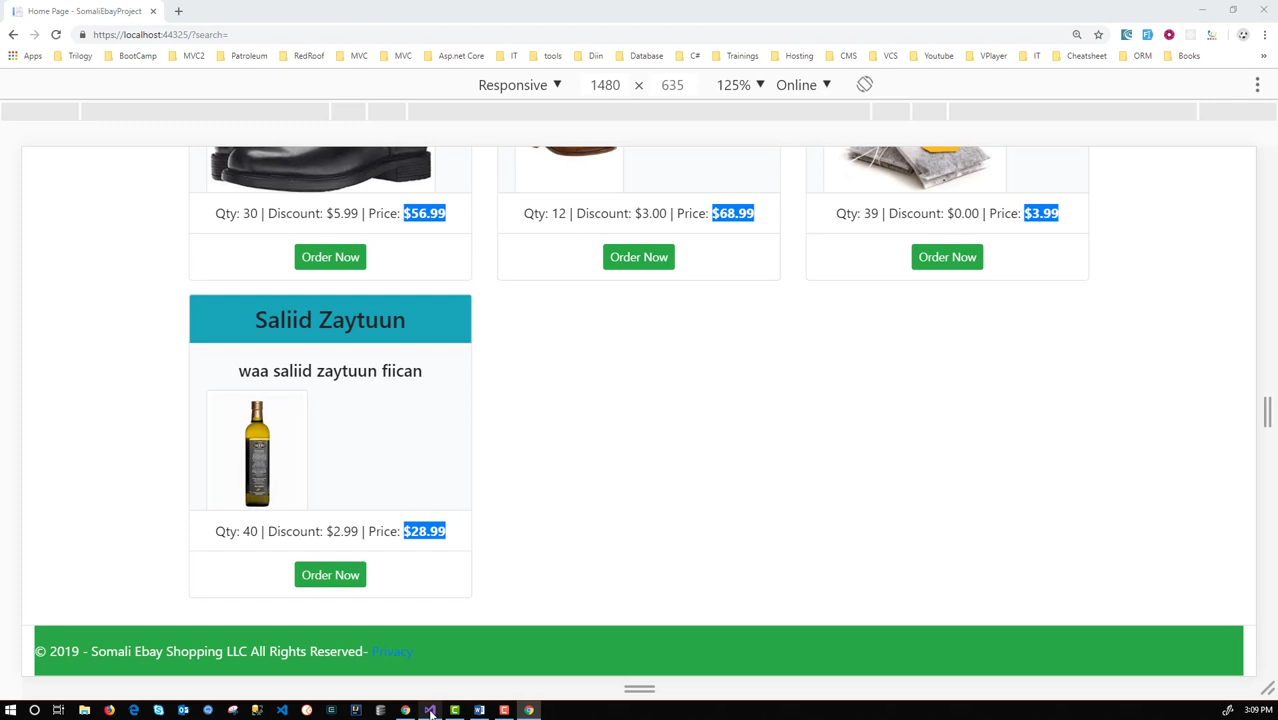 Home Page - SomaliEbayProject
https://localhost:44325/?search=
Apps Trilogy BootCamp MVC2 Patroleum RedRoof MVC MVC Asp.net Core IT tools Diin Database C# Trainings Hosting CMS VCS Youtube VPlayer IT Cheatsheet ORM Books »
Responsive 1480 × 635 125% Online
Qty: 30 | Discount: $5.99 | Price: $56.99
Qty: 12 | Discount: $3.00 | Price: $68.99
Qty: 39 | Discount: $0.00 | Price: $3.99
Order Now
Order Now
Order Now
Saliid Zaytuun
waa saliid zaytuun fiican
Qty: 40 | Discount: $2.99 | Price: $28.99
Order Now
© 2019 - Somali Ebay Shopping LLC All Rights Reserved- Privacy
3:09 PM